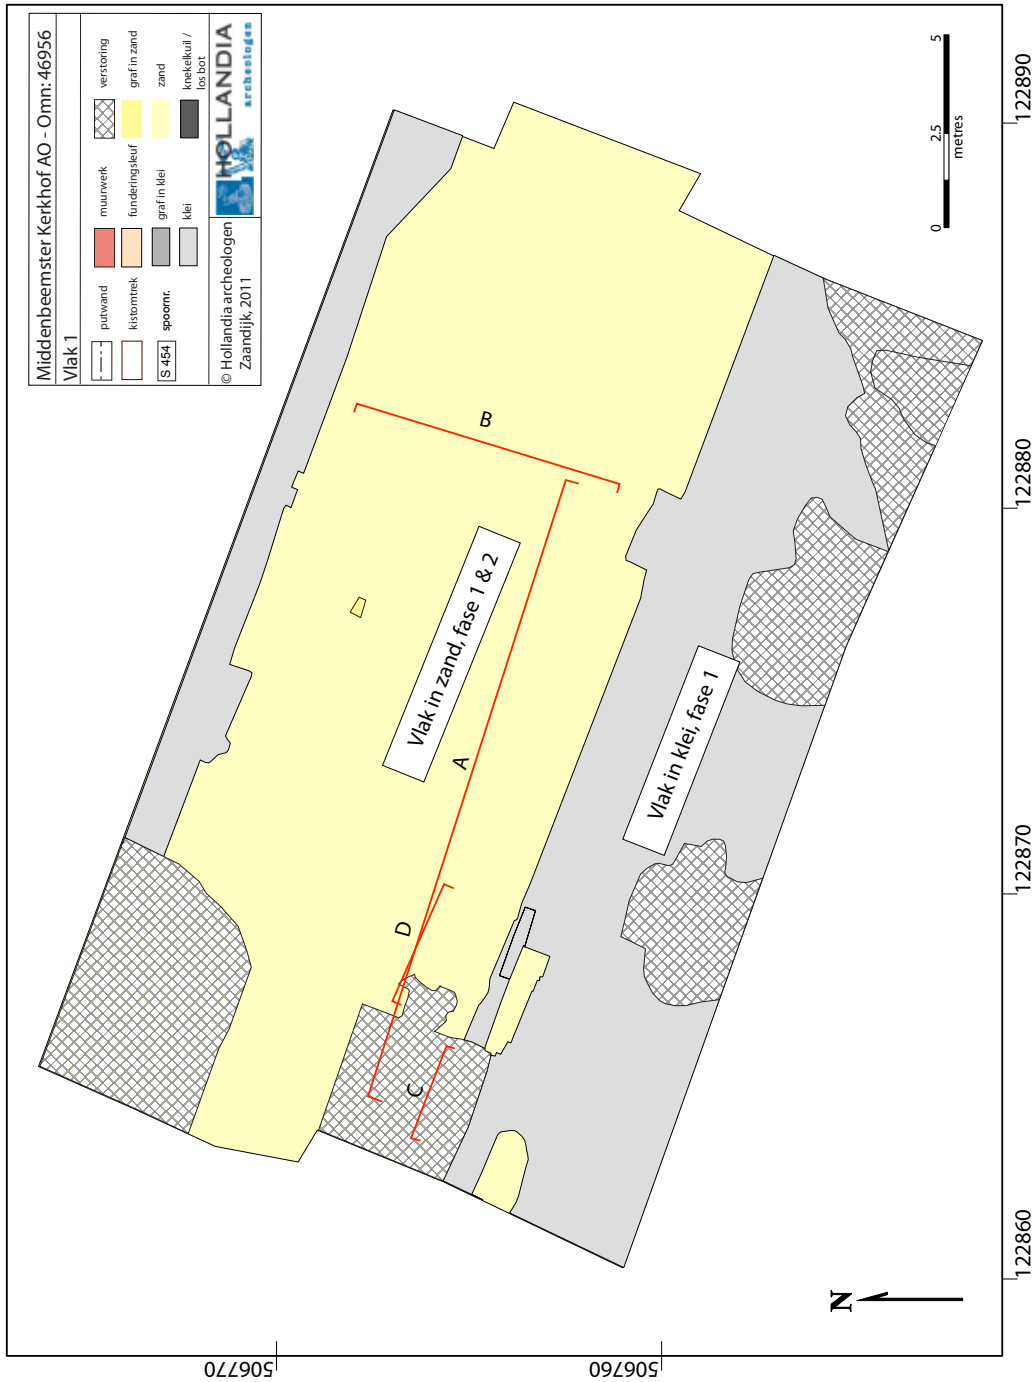 Middenbeemster Kerkhof AO - Omn: 46956
Vlak 1
putwand
muurwerk
verstoring
kistomtrek
funderingsleuf
graf in zand
S 454
spoornr.
graf in klei
zand
klei
knekelkuil /
los bot
© Hollandia archeologen
Zaandijk, 2011
HOLLANDIA
archeologen
B
Vlak in zand, fase 1 & 2
A
D
C
Vlak in klei, fase 1
0 2.5 5
metres
N
122860 122870 122880 122890
506770
506760